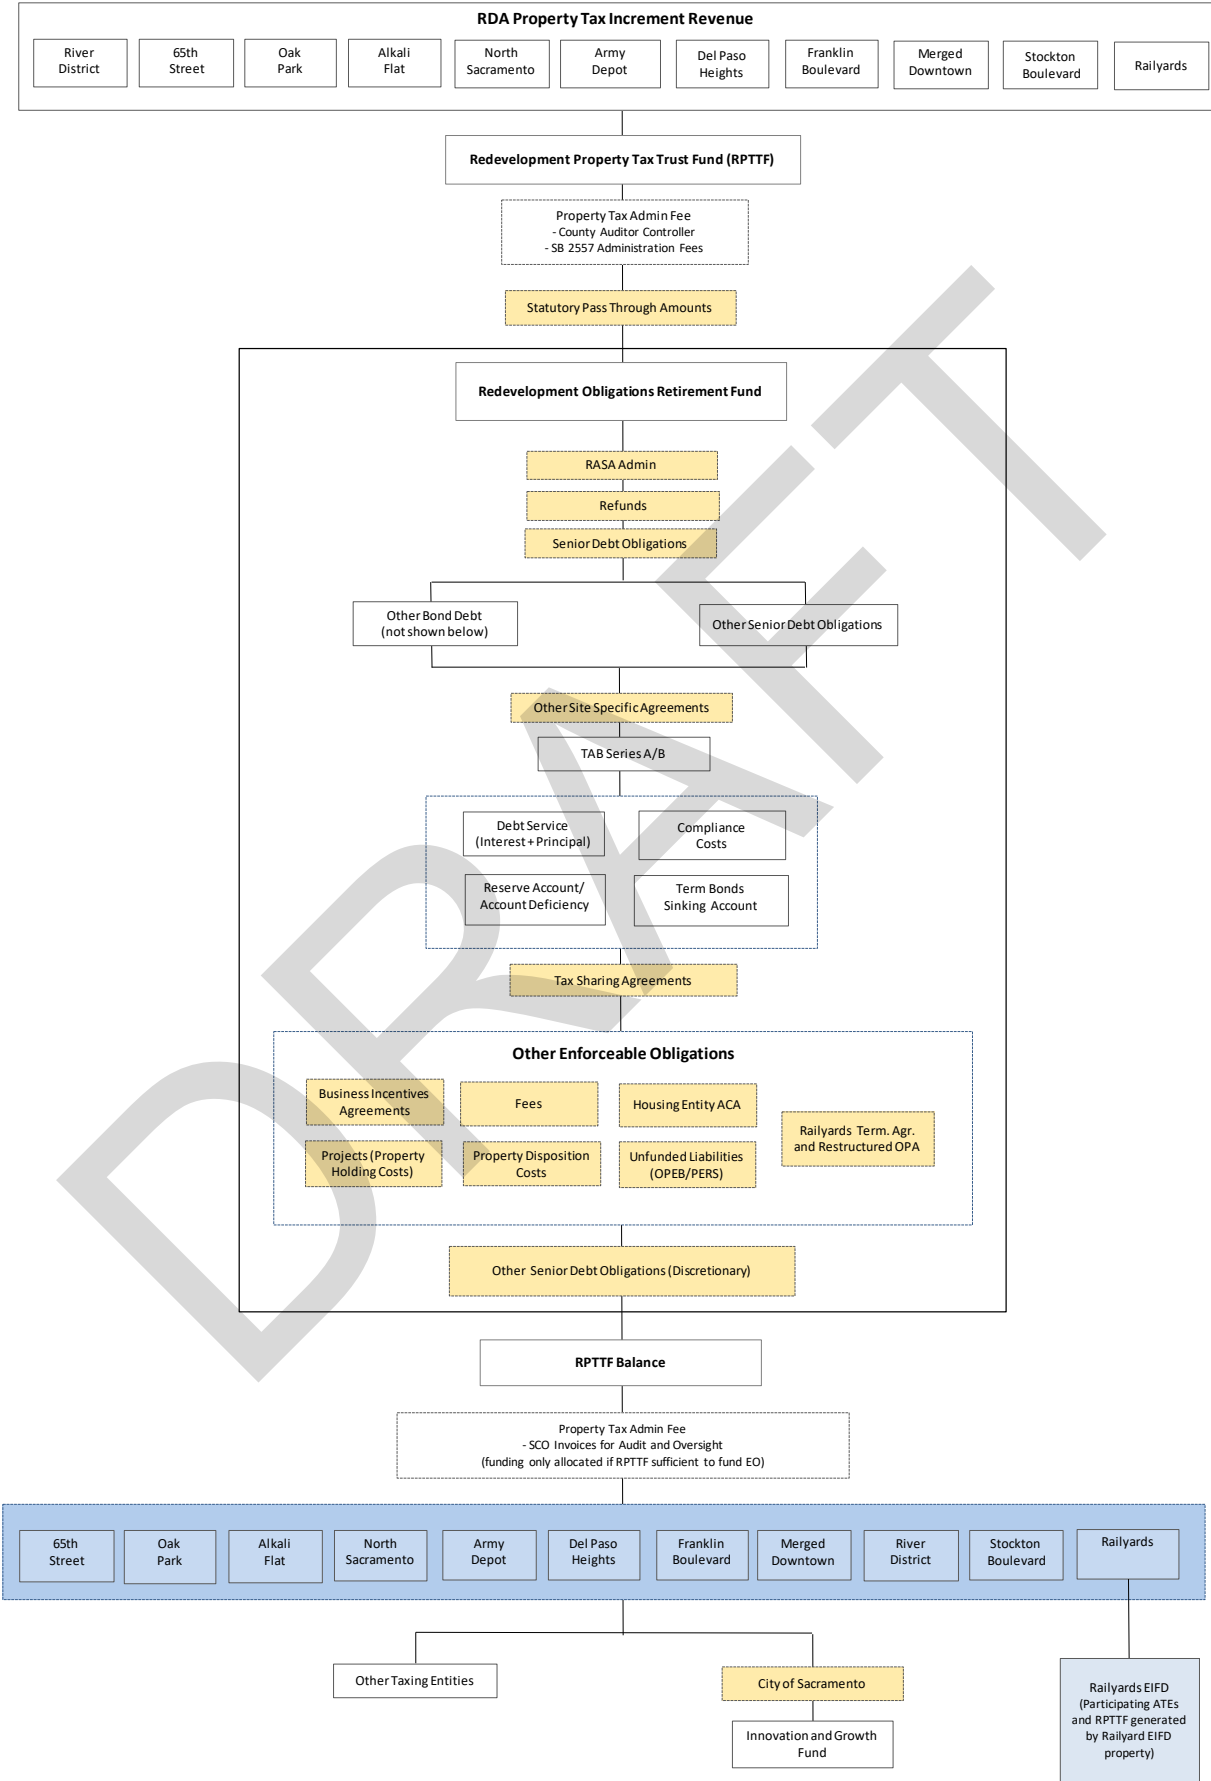 RDA Property Tax Increment Revenue
River
District
65th
Street
Oak
Park
Alkali
Flat
North
Sacramento
Army
Depot
Del Paso
Heights
Franklin
Boulevard
Merged
Downtown
Stockton
Boulevard
Railyards
Redevelopment Property Tax Trust Fund (RPTTF)
Property Tax Admin Fee
- County Auditor Controller
- SB 2557 Administration Fees
Statutory Pass Through Amounts
Redevelopment Obligations Retirement Fund
RASA Admin
Refunds
Senior Debt Obligations
Other Bond Debt
(not shown below)
Other Senior Debt Obligations
Other Site Specific Agreements
TAB Series A/B
Debt Service
(Interest + Principal)
Compliance
Costs
Reserve Account/
Account Deficiency
Term Bonds
Sinking Account
Tax Sharing Agreements
Other Enforceable Obligations
Business Incentives
Agreements
Fees
Housing Entity ACA
Railyards Term. Agr.
and Restructured OPA
Projects (Property
Holding Costs)
Property Disposition
Costs
Unfunded Liabilities
(OPEB/PERS)
Other Senior Debt Obligations (Discretionary)
RPTTF Balance
Property Tax Admin Fee
- SCO Invoices for Audit and Oversight
(funding only allocated if RPTTF sufficient to fund EO)
65th
Street
Oak
Park
Alkali
Flat
North
Sacramento
Army
Depot
Del Paso
Heights
Franklin
Boulevard
Merged
Downtown
River
District
Stockton
Boulevard
Railyards
Other Taxing Entities
City of Sacramento
Innovation and Growth
Fund
Railyards EIFD
(Participating ATEs
and RPTTF generated
by Railyard EIFD
property)
DRAFT